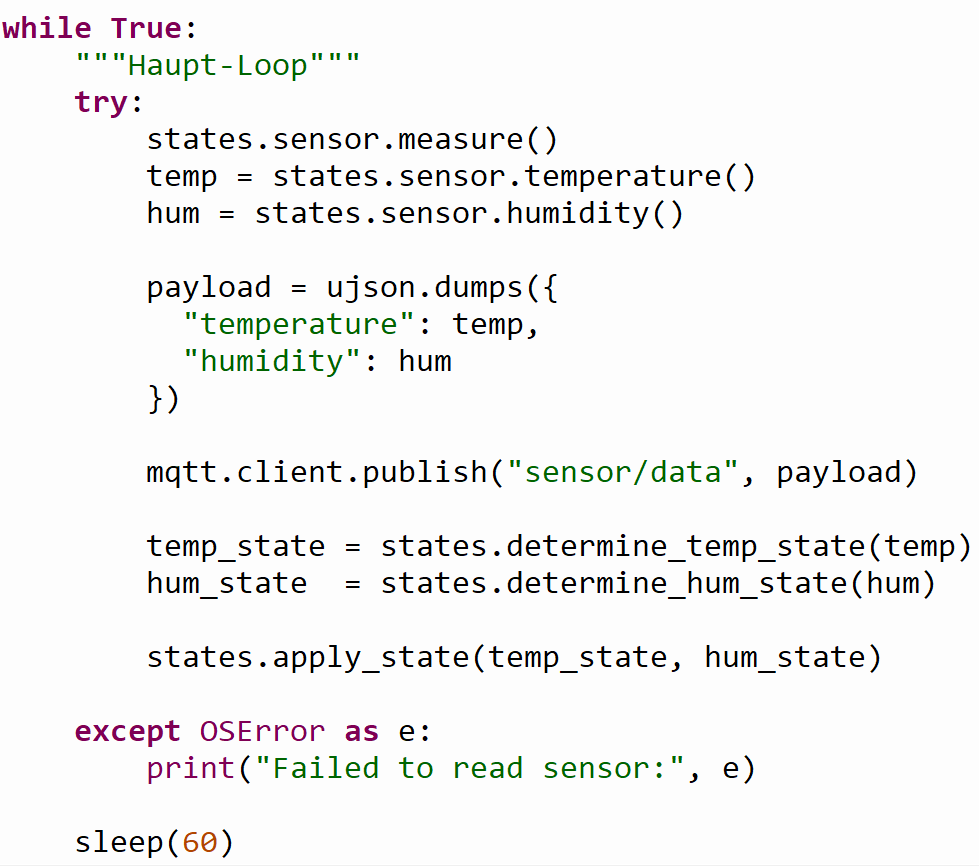 while True:
    """Haupt-Loop"""
    try:
        states.sensor.measure()
        temp = states.sensor.temperature()
        hum = states.sensor.humidity()

        payload = ujson.dumps({
          "temperature": temp,
          "humidity": hum
        })

        mqtt.client.publish("sensor/data", payload)

        temp_state = states.determine_temp_state(temp)
        hum_state  = states.determine_hum_state(hum)

        states.apply_state(temp_state, hum_state)

    except OSError as e:
        print("Failed to read sensor:", e)

    sleep(60)